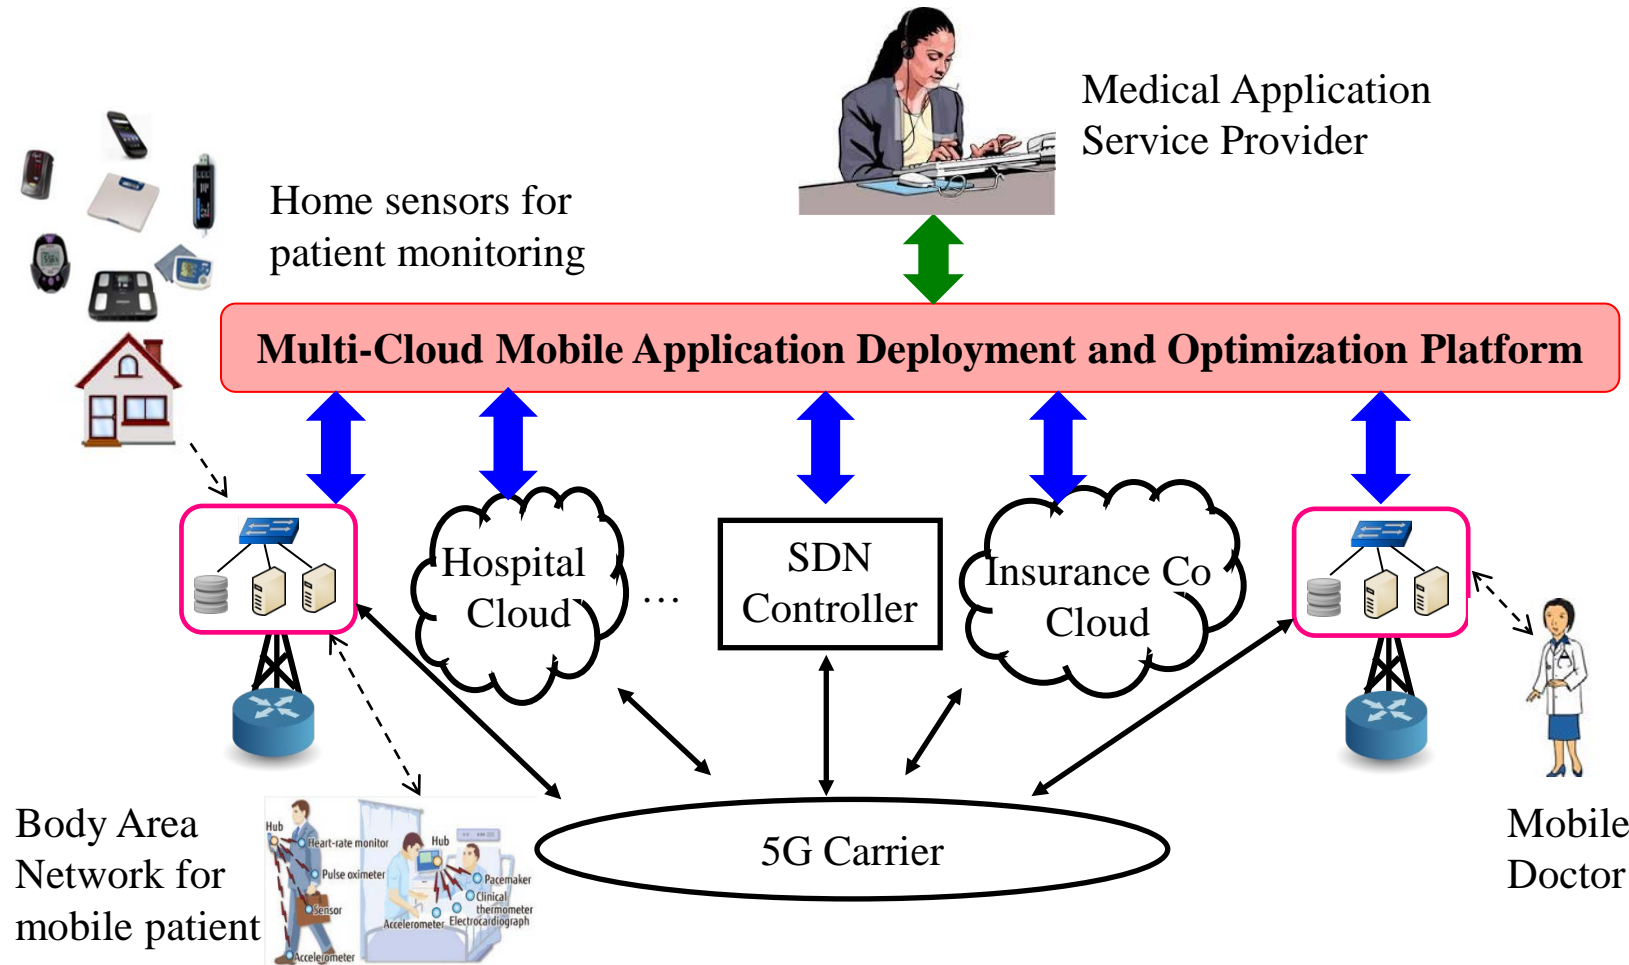 Medical Application
Service Provider
Home sensors for
patient monitoring
Multi-Cloud Mobile Application Deployment and Optimization Platform
Hospital
Cloud
...
SDN
Controller
Insurance Co
Cloud
5G Carrier
Body Area
Network for
mobile patient
Hub
Heart-rate monitor
Pulse oximeter
Sensor
Accelerometer
Hub
Pacemaker
Clinical
thermometer
Electrocardiograph
Accelerometer
Mobile
Doctor